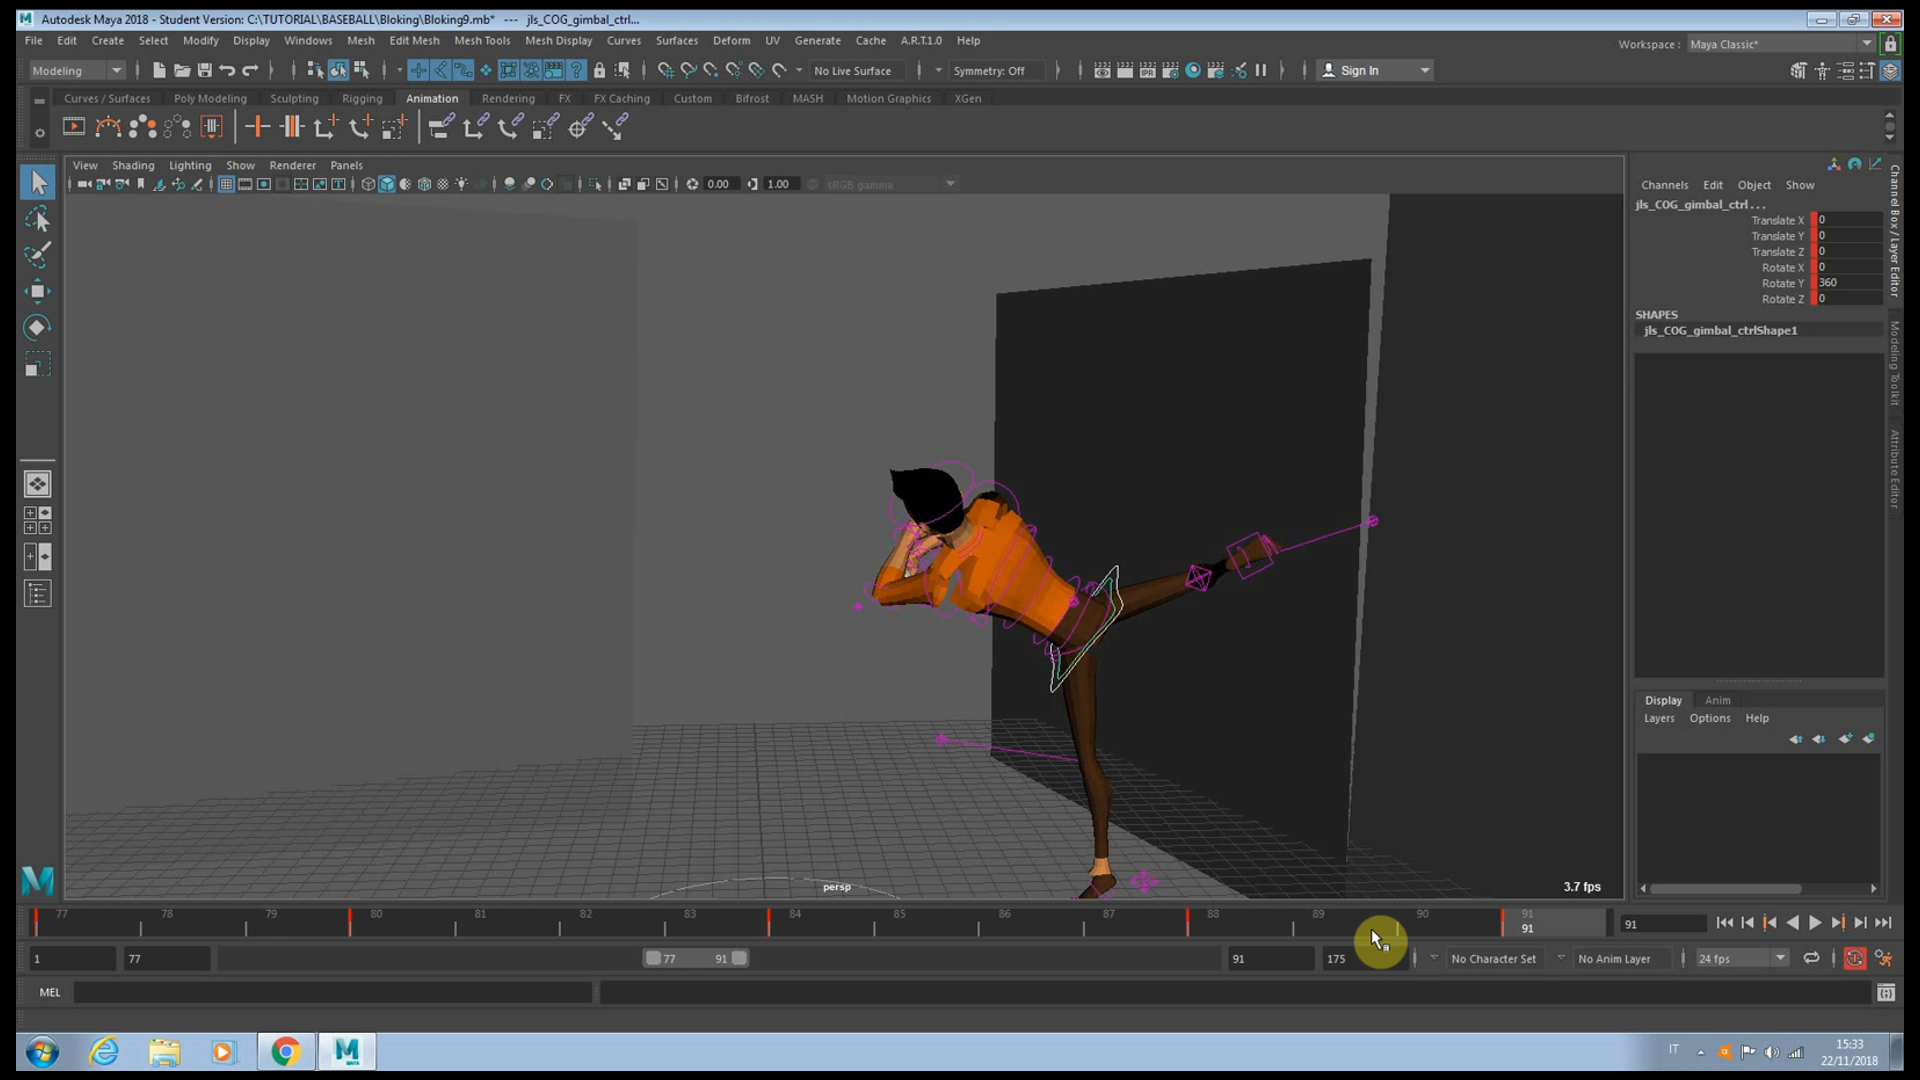 Autodesk Maya 2018 - Student Version: C:\TUTORIAL\BASEBALL\Bloking\Bloking9.mb* --- jls_COG_gimbal_ctrl...
File Edit Create Select Modify Display Windows Mesh Edit Mesh Mesh Tools Mesh Display Curves Surfaces Deform UV Generate Cache A.R.T.1.0 Help
Workspace : Maya Classic*
Modeling No Live Surface Symmetry: Off Sign In
Curves / Surfaces Poly Modeling Sculpting Rigging Animation Rendering FX FX Caching Custom Bifrost MASH Motion Graphics XGen
View Shading Lighting Show Renderer Panels
0.00 1.00 sRGB gamma
Channels Edit Object Show
jls_COG_gimbal_ctrl . . .
Translate X 0
Translate Y 0
Translate Z 0
Rotate X 0
Rotate Y 360
Rotate Z 0
SHAPES
jls_COG_gimbal_ctrlShape1
Channel Box / Layer Editor
Modeling Toolkit
Attribute Editor
Display Anim
Layers Options Help
persp
3.7 fps
77 78 79 80 81 82 83 84 85 86 87 88 89 90 91
91
91
1 77 77 91 91 175 No Character Set No Anim Layer 24 fps
MEL
IT
15:33
22/11/2018